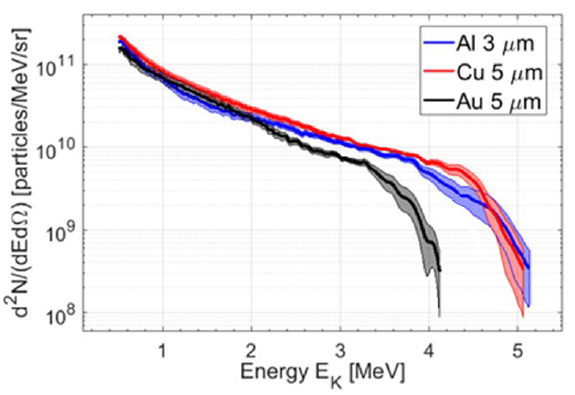 Al 3 μm
Cu 5 μm
Au 5 μm
10^11
10^10
10^9
10^8
d^2N/(dEdΩ) [particles/MeV/sr]
1 2 3 4 5
Energy E_K [MeV]